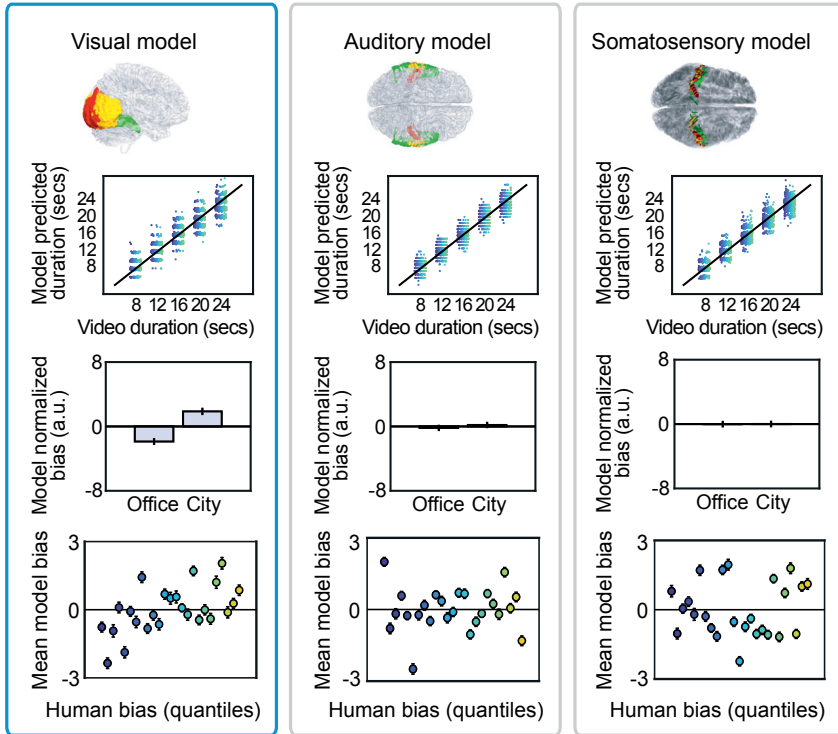 Visual model
Model predicted
duration (secs)
24
20
16
12
8
8 12 16 20 24
Video duration (secs)
Model normalized
bias (a.u.)
8
0
-8
Office City
Mean model bias
3
0
-3
Human bias (quantiles)
Auditory model
Model predicted
duration (secs)
24
20
16
12
8
8 12 16 20 24
Video duration (secs)
Model normalized
bias (a.u.)
8
0
-8
Office City
Mean model bias
3
0
-3
Human bias (quantiles)
Somatosensory model
Model predicted
duration (secs)
24
20
16
12
8
8 12 16 20 24
Video duration (secs)
Model normalized
bias (a.u.)
8
0
-8
Office City
Mean model bias
3
0
-3
Human bias (quantiles)